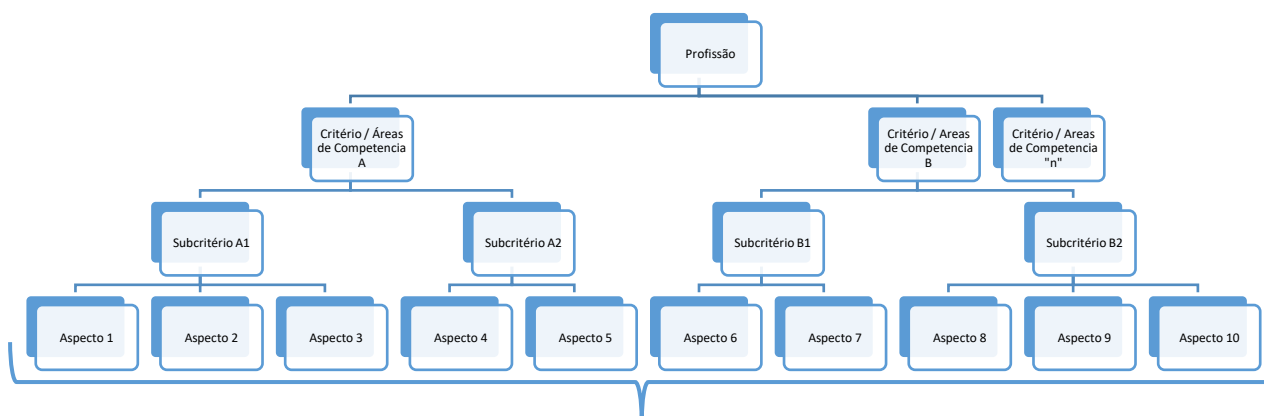 Profissão
Critério / Áreas
de Competencia
A
Critério / Areas
de Competencia
B
Critério / Areas
de Competencia
"n"
Subcritério A1
Subcritério A2
Subcritério B1
Subcritério B2
Aspecto 1
Aspecto 2
Aspecto 3
Aspecto 4
Aspecto 5
Aspecto 6
Aspecto 7
Aspecto 8
Aspecto 9
Aspecto 10